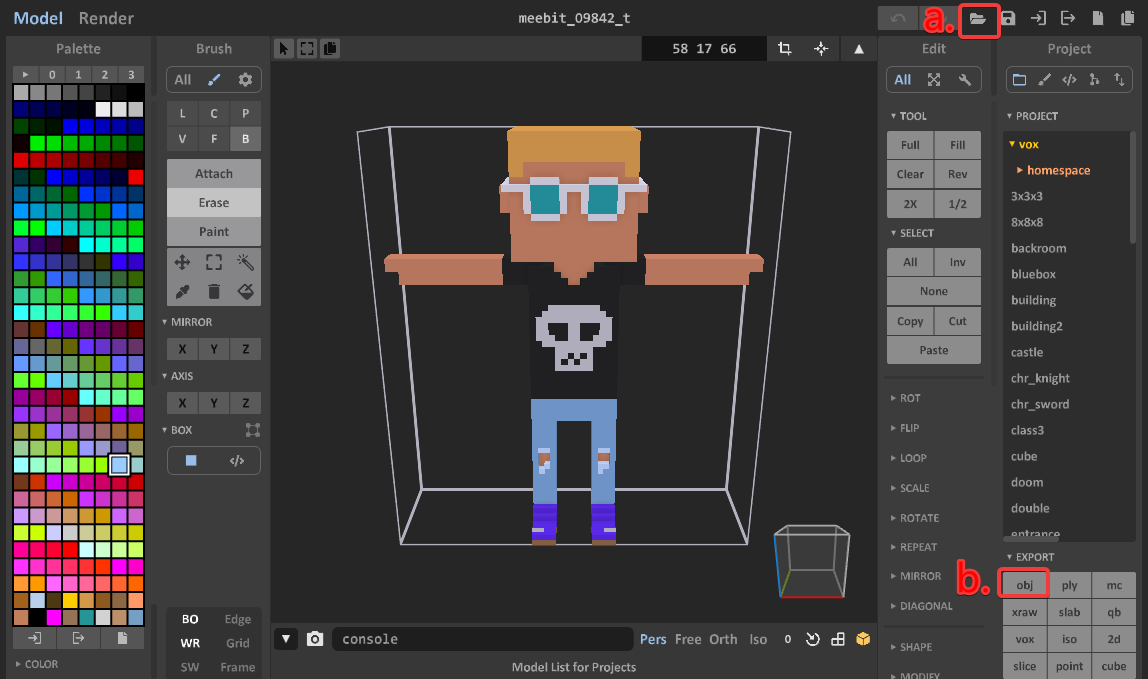 Model Render
meebit_09842_t
a.
Palette
0 1 2 3
COLOR
Brush
All
L C P
V F B
Attach
Erase
Paint
MIRROR
X Y Z
AXIS
X Y Z
BOX
</>
BO Edge
WR Grid
SW Frame
58 17 66
console
Pers Free Orth Iso 0
Model List for Projects
Edit
All
TOOL
Full Fill
Clear Rev
2X 1/2
SELECT
All Inv
None
Copy Cut
Paste
ROT
FLIP
LOOP
SCALE
ROTATE
REPEAT
MIRROR
DIAGONAL
SHAPE
MODIFY
Project
</>
PROJECT
vox
homespace
3x3x3
8x8x8
backroom
bluebox
building
building2
castle
chr_knight
chr_sword
class3
cube
doom
double
entrance
EXPORT
b.
obj ply mc
xraw slab qb
vox iso 2d
slice point cube